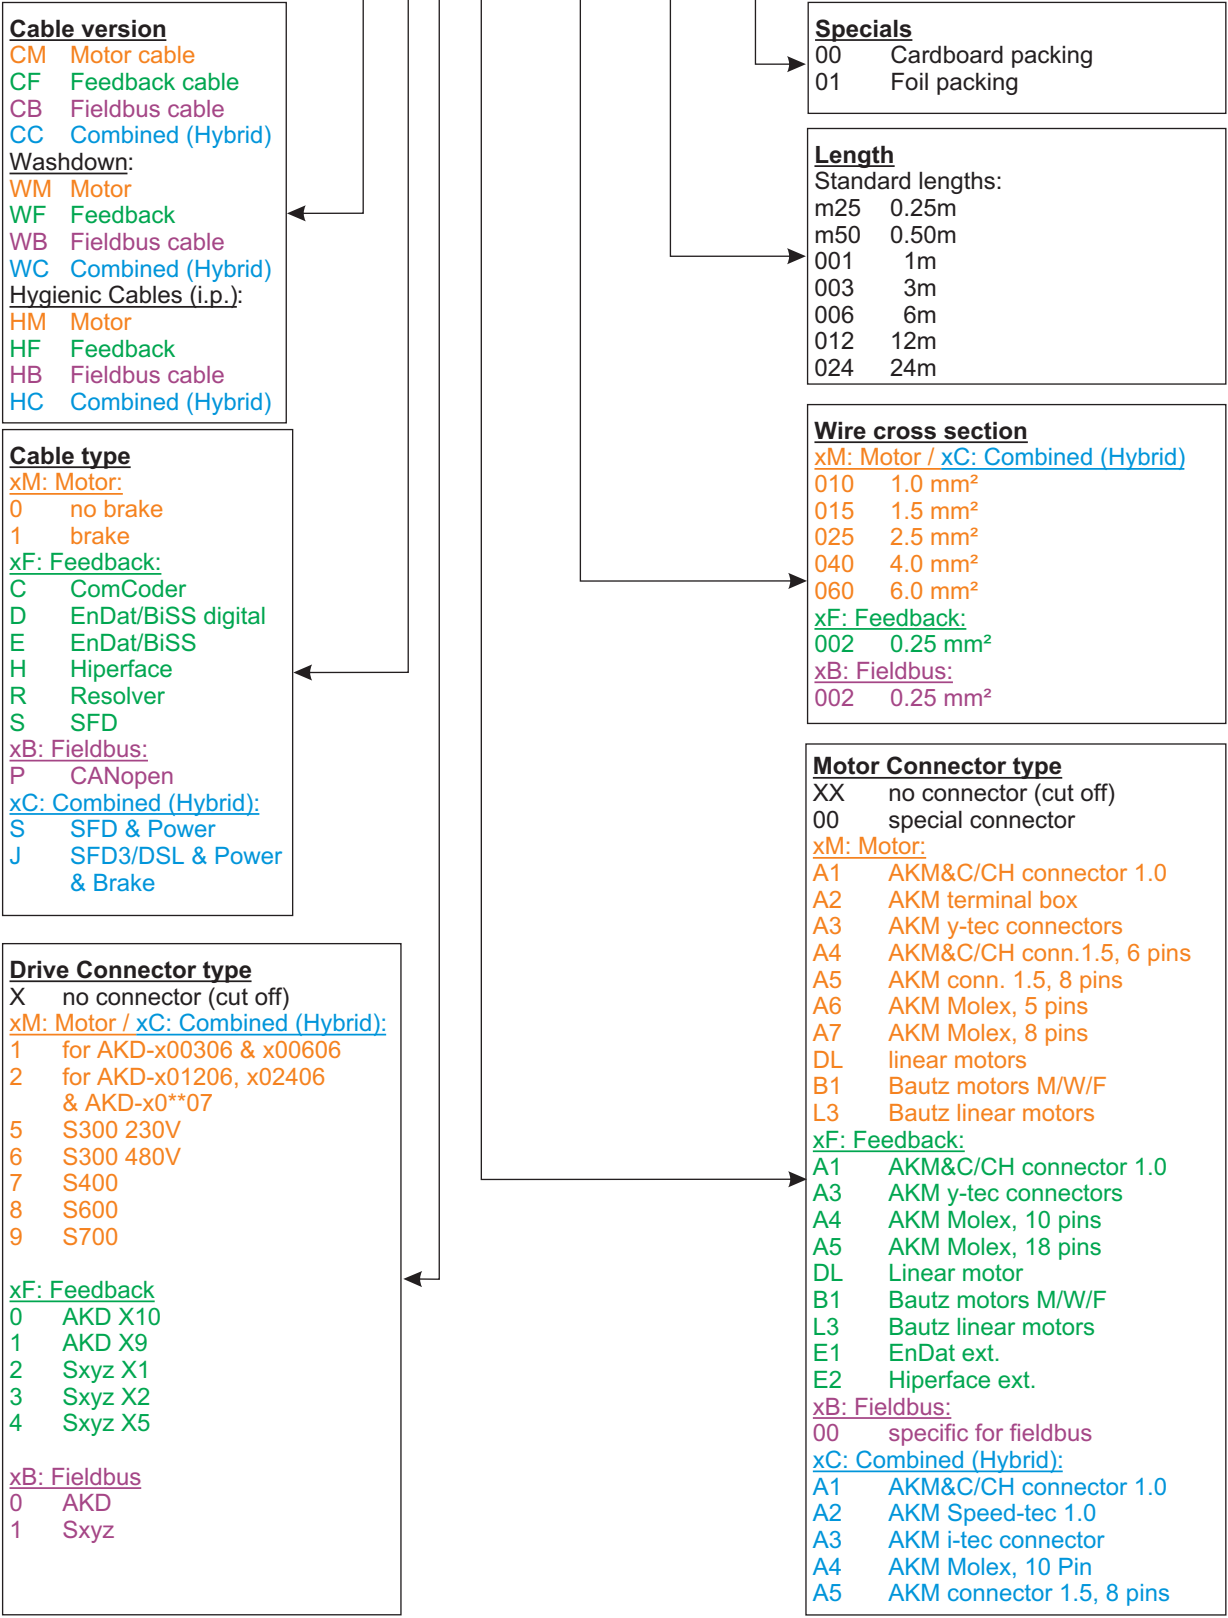 Cable version
CM Motor cable
CF Feedback cable
CB Fieldbus cable
CC Combined (Hybrid)
Washdown:
WM Motor
WF Feedback
WB Fieldbus cable
WC Combined (Hybrid)
Hygienic Cables (i.p.):
HM Motor
HF Feedback
HB Fieldbus cable
HC Combined (Hybrid)
Cable type
xM: Motor:
0 no brake
1 brake
xF: Feedback:
C ComCoder
D EnDat/BiSS digital
E EnDat/BiSS
H Hiperface
R Resolver
S SFD
xB: Fieldbus:
P CANopen
xC: Combined (Hybrid):
S SFD & Power
J SFD3/DSL & Power
& Brake
Drive Connector type
X no connector (cut off)
xM: Motor / xC: Combined (Hybrid):
1 for AKD-x00306 & x00606
2 for AKD-x01206, x02406
& AKD-x0**07
5 S300 230V
6 S300 480V
7 S400
8 S600
9 S700
xF: Feedback
0 AKD X10
1 AKD X9
2 Sxyz X1
3 Sxyz X2
4 Sxyz X5
xB: Fieldbus
0 AKD
1 Sxyz
Specials
00 Cardboard packing
01 Foil packing
Length
Standard lengths:
m25 0.25m
m50 0.50m
001 1m
003 3m
006 6m
012 12m
024 24m
Wire cross section
xM: Motor / xC: Combined (Hybrid)
010 1.0 mm²
015 1.5 mm²
025 2.5 mm²
040 4.0 mm²
060 6.0 mm²
xF: Feedback:
002 0.25 mm²
xB: Fieldbus:
002 0.25 mm²
Motor Connector type
XX no connector (cut off)
00 special connector
xM: Motor:
A1 AKM&C/CH connector 1.0
A2 AKM terminal box
A3 AKM y-tec connectors
A4 AKM&C/CH conn.1.5, 6 pins
A5 AKM conn. 1.5, 8 pins
A6 AKM Molex, 5 pins
A7 AKM Molex, 8 pins
DL linear motors
B1 Bautz motors M/W/F
L3 Bautz linear motors
xF: Feedback:
A1 AKM&C/CH connector 1.0
A3 AKM y-tec connectors
A4 AKM Molex, 10 pins
A5 AKM Molex, 18 pins
DL Linear motor
B1 Bautz motors M/W/F
L3 Bautz linear motors
E1 EnDat ext.
E2 Hiperface ext.
xB: Fieldbus:
00 specific for fieldbus
xC: Combined (Hybrid):
A1 AKM&C/CH connector 1.0
A2 AKM Speed-tec 1.0
A3 AKM i-tec connector
A4 AKM Molex, 10 Pin
A5 AKM connector 1.5, 8 pins